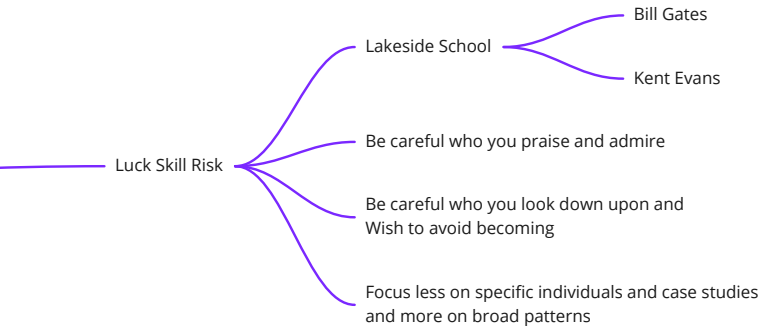 Bill Gates
Lakeside School
Kent Evans
Be careful who you praise and admire
Luck Skill Risk
Be careful who you look down upon and
Wish to avoid becoming
Focus less on specific individuals and case studies
and more on broad patterns